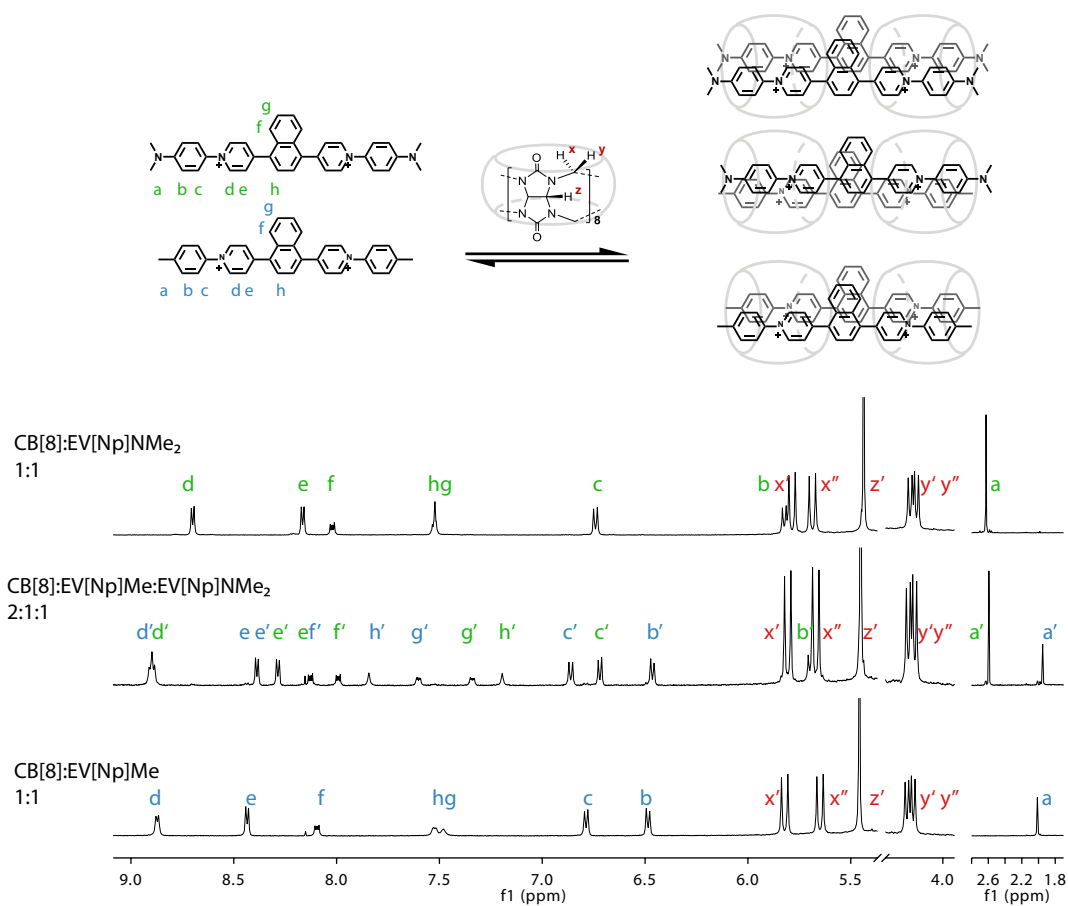 g
f
N
N
+
N
+
N
a b c d e h
g
f
N
+
N
+
a b c d e h
O
H x H y
N N
H z
N N
8
O
N N + N + N
N N + N + N
N N + N + N
N + N +
N + N +
N + N +
CB[8]:EV[Np]NMe₂
1:1
d e f hg c b x' x'' z' y' y'' a
CB[8]:EV[Np]Me:EV[Np]NMe₂
2:1:1
d' d' e e' e' e f' f' h' g' g' h' c' c' b' x' b' x'' z' y' y'' a' a'
CB[8]:EV[Np]Me
1:1
d e f hg c b x' x'' z' y' y'' a
9.0 8.5 8.0 7.5 7.0 6.5 6.0 5.5 4.0 2.6 2.2 1.8
f1 (ppm) f1 (ppm)